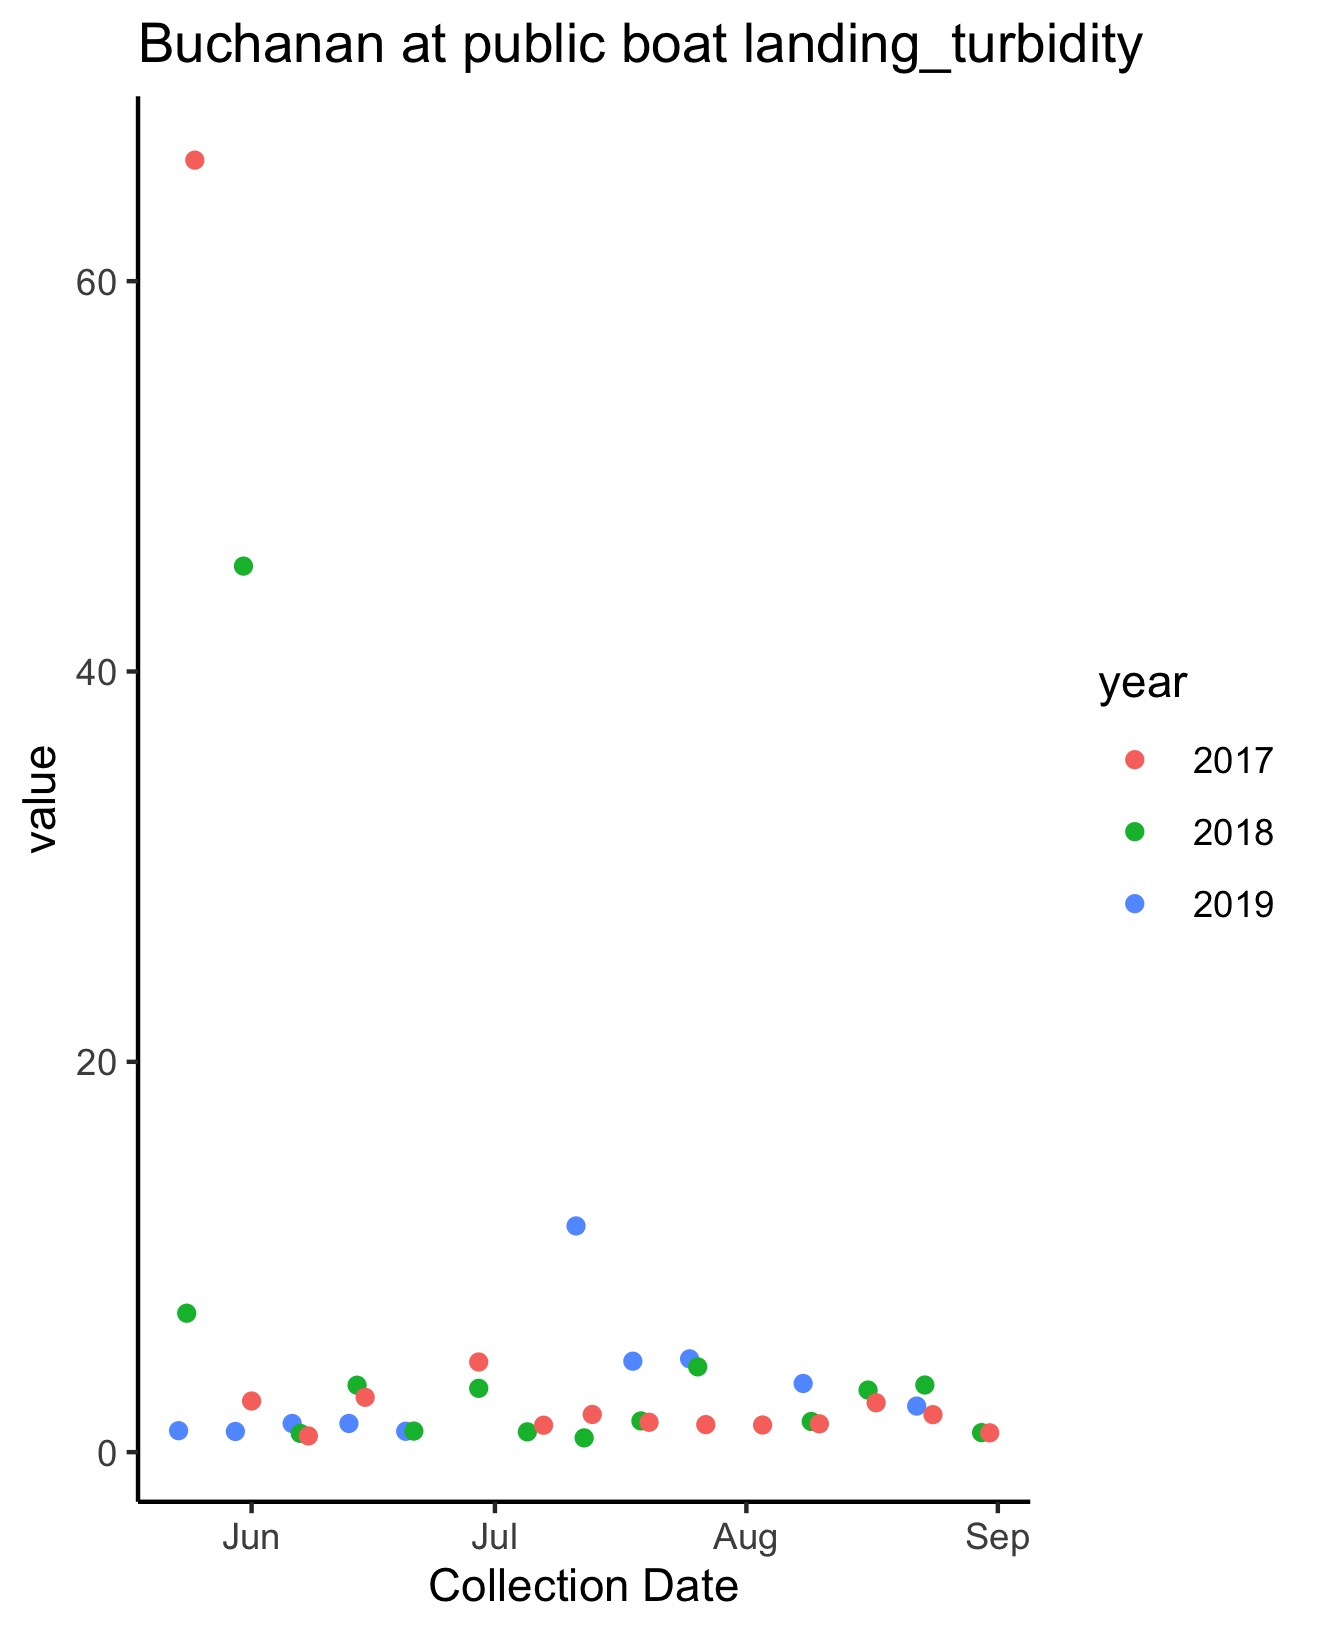 Buchanan at public boat landing_turbidity
60
40
20
0
value
Jun Jul Aug Sep
Collection Date
year
2017
2018
2019